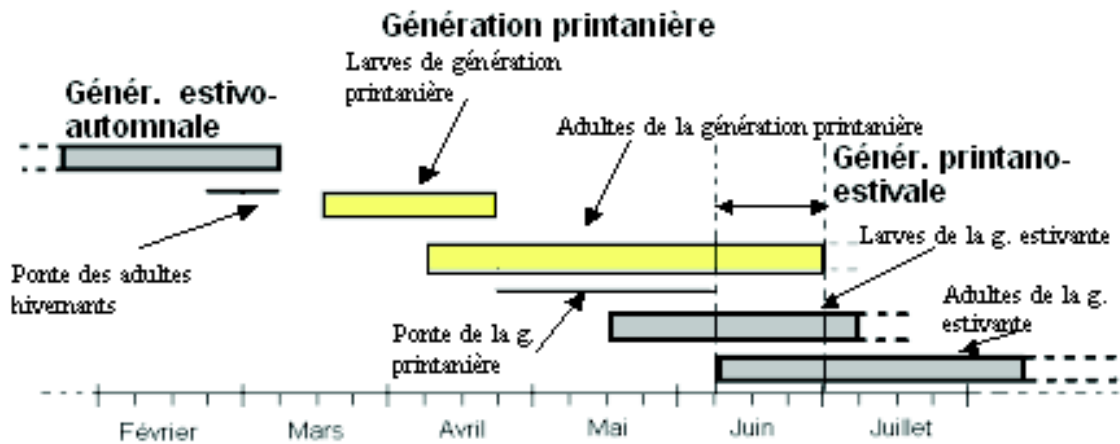 Génération printanière
Larves de génération
printanière
Génér. estivo-
automnale
Adultes de la génération printanière
Génér. printano-
estivale
Larves de la g. estivante
Ponte des adultes
hivernants
Adultes de la g.
estivante
Ponte de la g.
printanière
Février Mars Avril Mai Juin Juillet